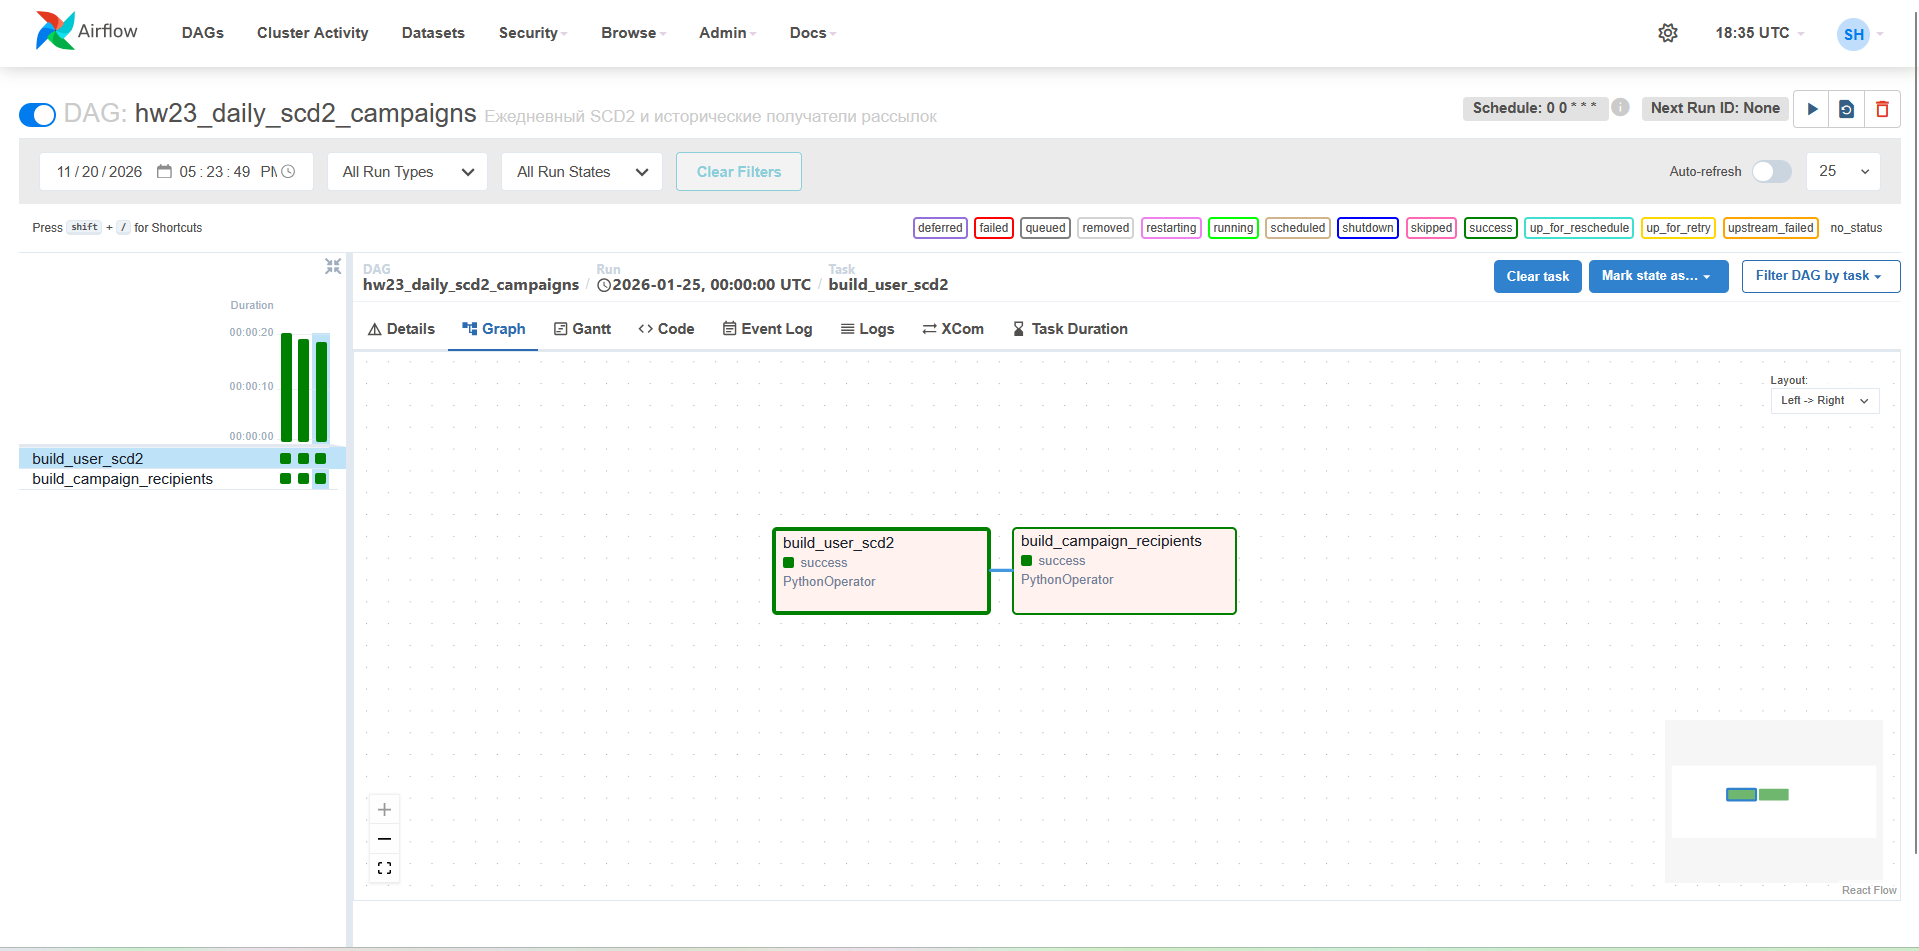 Airflow
DAGs Cluster Activity Datasets Security Browse Admin Docs
18:35 UTC
SH
DAG: hw23_daily_scd2_campaigns Ежедневный SCD2 и исторические получатели рассылок
Schedule: 0 0 * * *
Next Run ID: None
11 / 20 / 2026 05 : 23 : 49 PM
All Run Types
All Run States
Clear Filters
Auto-refresh
25
Press shift + / for Shortcuts
deferred failed queued removed restarting running scheduled shutdown skipped success up_for_reschedule up_for_retry upstream_failed no_status
DAG
hw23_daily_scd2_campaigns
/
Run
2026-01-25, 00:00:00 UTC
/
Task
build_user_scd2
Clear task
Mark state as...
Filter DAG by task
Details Graph Gantt Code Event Log Logs XCom Task Duration
Duration
00:00:20
00:00:10
00:00:00
build_user_scd2
build_campaign_recipients
Layout:
Left -> Right
build_user_scd2
success
PythonOperator
build_campaign_recipients
success
PythonOperator
React Flow